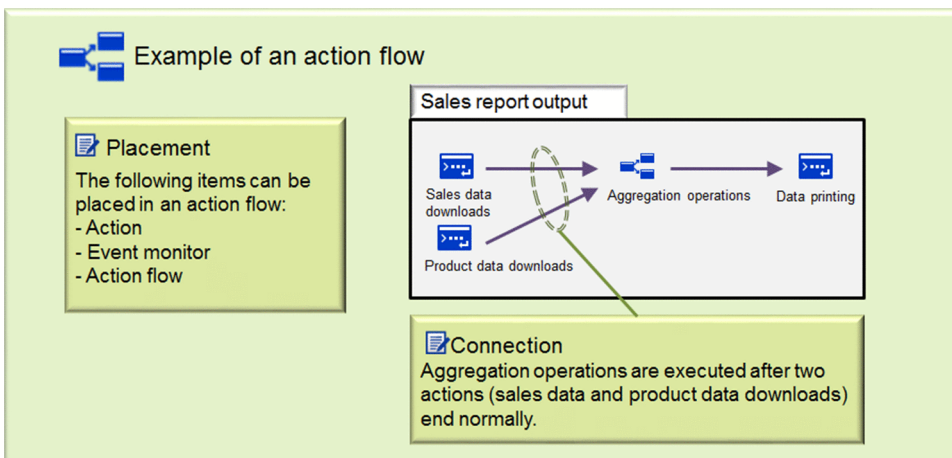 Example of an action flow
Placement
The following items can be
placed in an action flow:
- Action
- Event monitor
- Action flow
Sales report output
Sales data
downloads
Aggregation operations
Data printing
Product data downloads
Connection
Aggregation operations are executed after two
actions (sales data and product data downloads)
end normally.